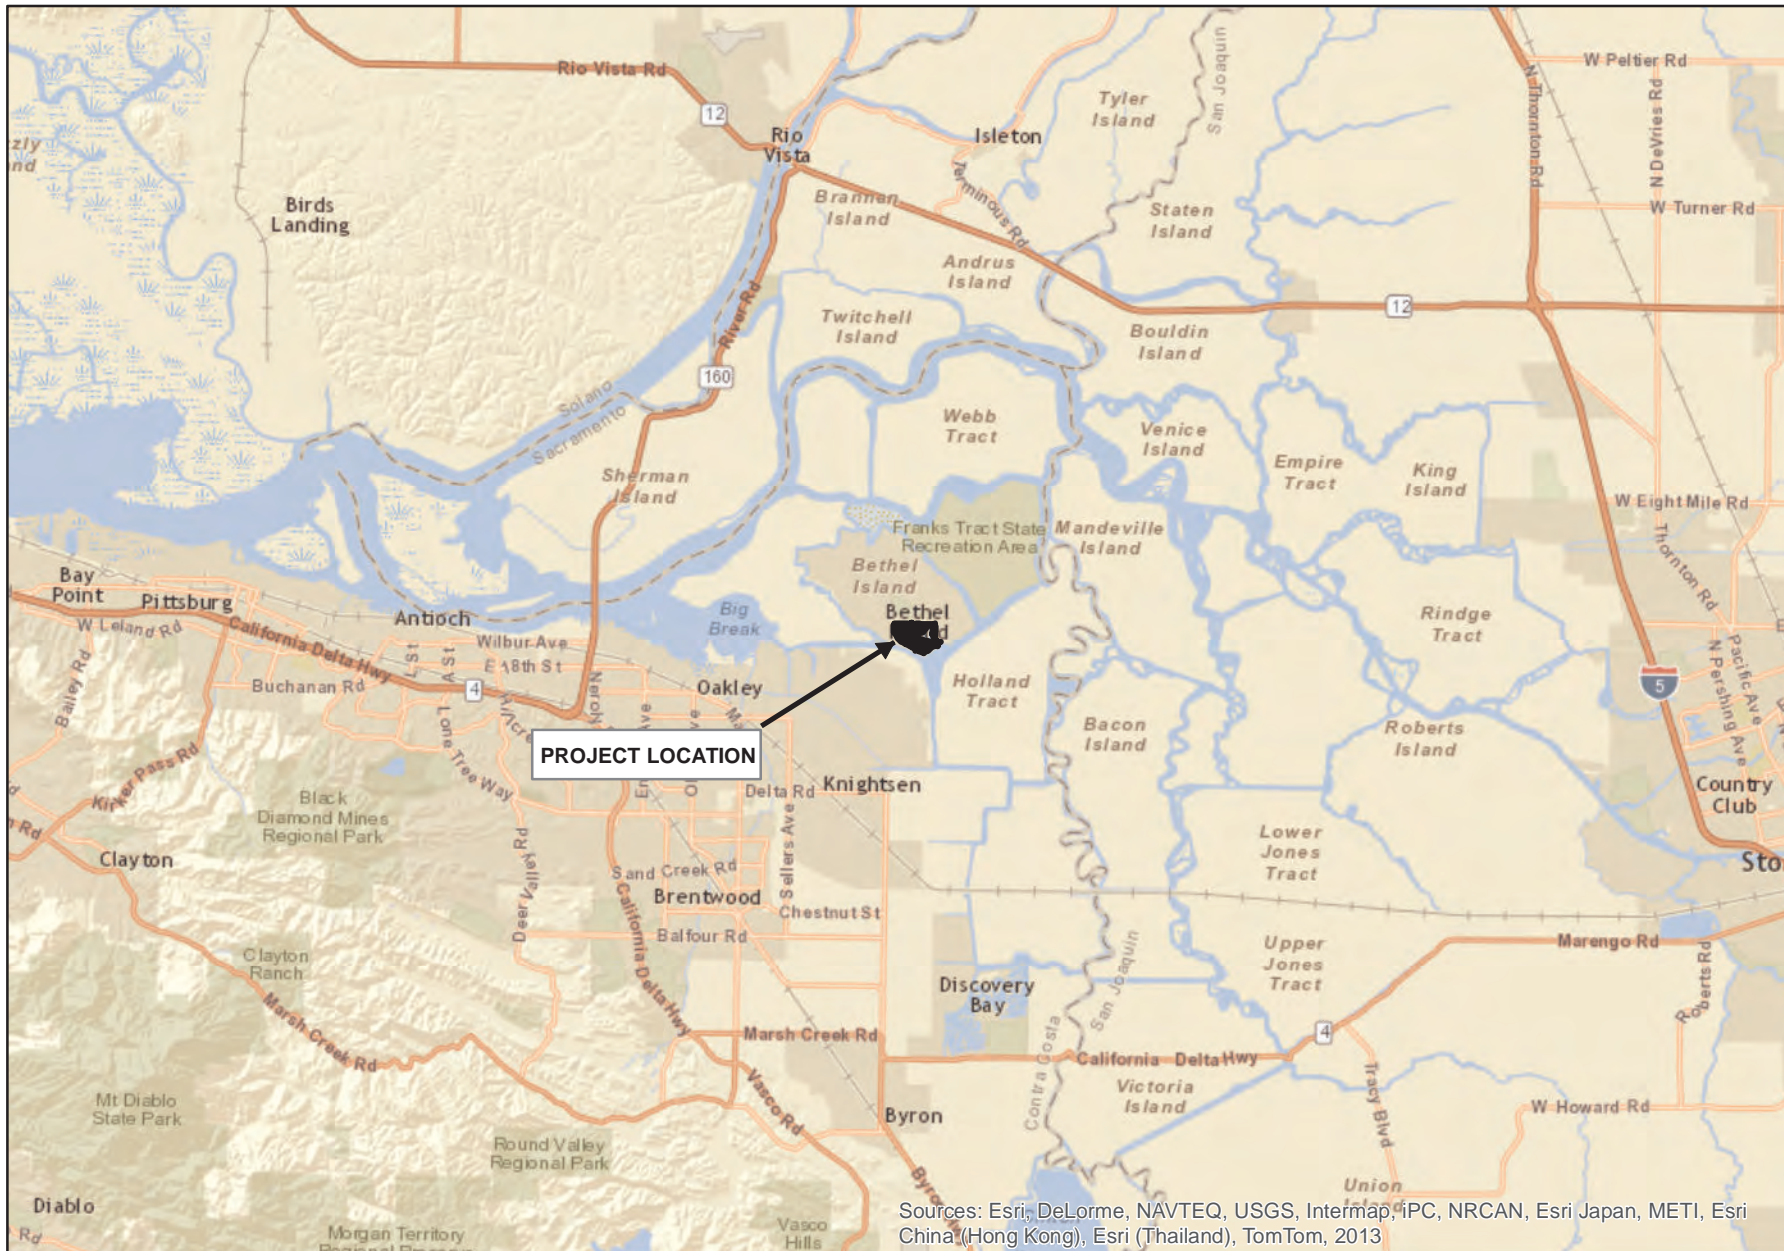 Rio Vista Rd
12
Rio
Vista
Isleton
Tyler
Island
San Joaquin
W Peltier Rd
N Thornton Rd
N DeVries Rd
W Turner Rd
Birds
Landing
Brannen
Island
Terminous Rd
Staten
Island
Andrus
Island
River Rd
Twitchell
Island
12
Bouldin
Island
160
Solano
Sacramento
Webb
Tract
Venice
Island
Empire
Tract
King
Island
Sherman
Island
W Eight Mile Rd
Thornton Rd
Franks Tract State
Recreation Area
Mandeville
Island
Bethel
Island
Bethel
Bay
Point
Pittsburg
W Leland Rd
Antioch
Wilbur Ave
E 18th St
Big
Break
Rindge
Tract
California Delta Hwy
L St
A St
Buchanan Rd
4
Bailey Rd
Oakley
Holland
Tract
Bacon
Island
Roberts
Island
5
Pacific Ave
N Pershing Ave
PROJECT LOCATION
Kirker Pass Rd
Lone Tree Way
Black
Diamond Mines
Regional Park
Delta Rd
Knightsen
Country
Club
Clayton
Deer Valley Rd
Sand Creek Rd
Sellers Ave
Brentwood
Chestnut St
Balfour Rd
Lower
Jones
Tract
Upper
Jones
Tract
Marengo Rd
Roberts Rd
Clayton
Ranch
California Delta Hwy
Discovery
Bay
San Joaquin
Contra Costa
Marsh Creek Rd
Marsh Creek Rd
California Delta Hwy
4
Tracy Blvd
Vasco Rd
Victoria
Island
W Howard Rd
Mt Diablo
State Park
Byron
Round Valley
Regional Park
Diablo
Union
Morgan Territory
Vasco
Hills
Sources: Esri, DeLorme, NAVTEQ, USGS, Intermap, iPC, NRCAN, Esri Japan, METI, Esri
China (Hong Kong), Esri (Thailand), TomTom, 2013